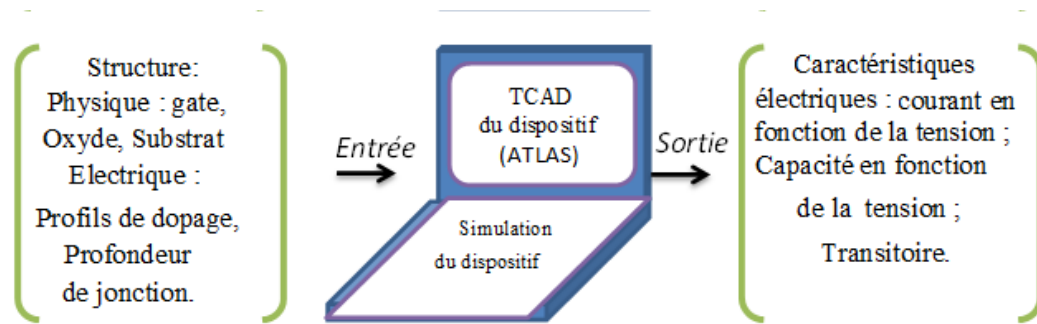 Structure:
Physique : gate,
Oxyde, Substrat
Electrique :
Profils de dopage,
Profondeur
de jonction.
Entrée
TCAD
du dispositif
(ATLAS)
Simulation
du dispositif
Sortie
Caractéristiques
électriques : courant en
fonction de la tension ;
Capacité en fonction
de la tension ;
Transitoire.